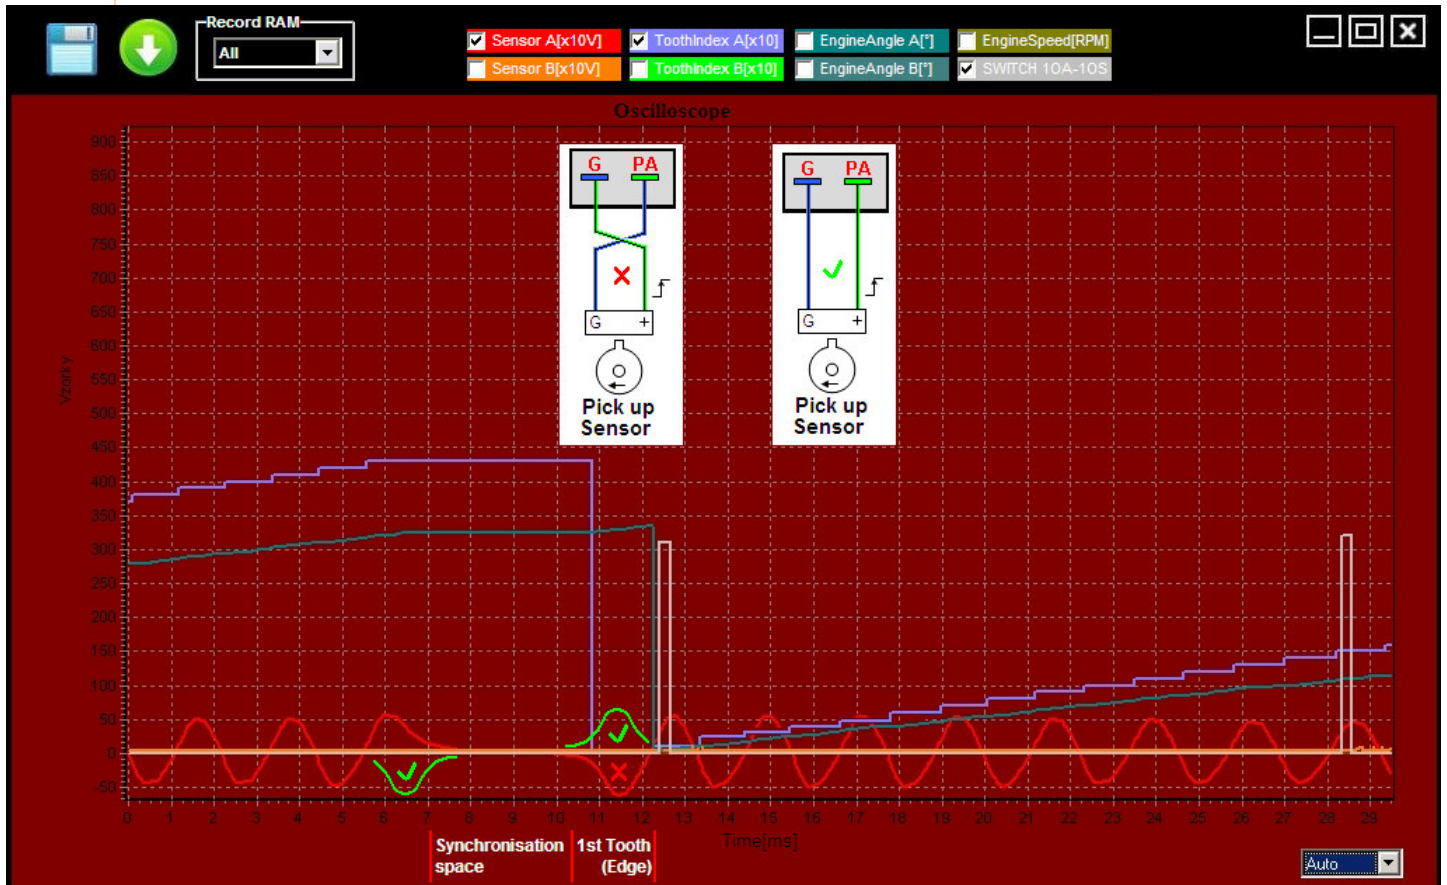 Record RAM
All
Sensor A[x10V]
ToothIndex A[x10]
EngineAngle A[°]
EngineSpeed[RPM]
Sensor B[x10V]
ToothIndex B[x10]
EngineAngle B[°]
SWITCH 10A-10S
Oscilloscope
900
850
800
750
700
650
600
550
500
450
400
350
300
250
200
150
100
50
0
-50
Vzorky
G PA
G +
Pick up
Sensor
G PA
G +
Pick up
Sensor
0 1 2 3 4 5 6 7 8 9 10 11 12 13 14 15 16 17 18 19 20 21 22 23 24 25 26 27 28 29
Time[ms]
Synchronisation
space
1st Tooth
(Edge)
Auto